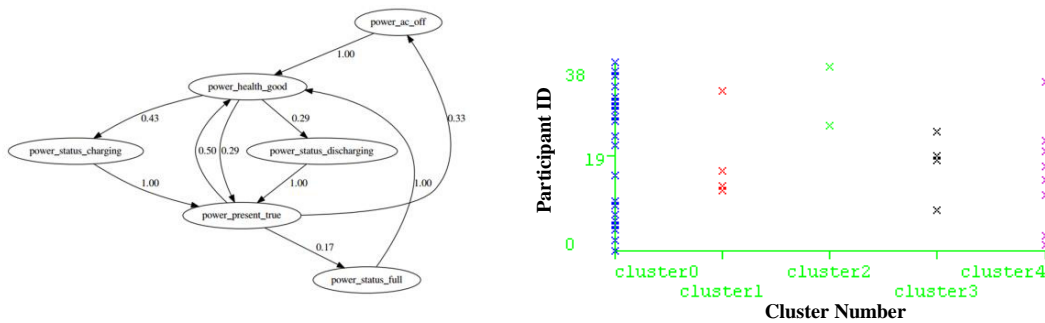 power_ac_off
1.00
power_health_good
0.43
0.29
0.33
power_status_charging
0.50
0.29
power_status_discharging
1.00
1.00
1.00
power_present_true
0.17
power_status_full
Participant ID
38
19
0
cluster0
cluster1
cluster2
cluster3
cluster4
Cluster Number